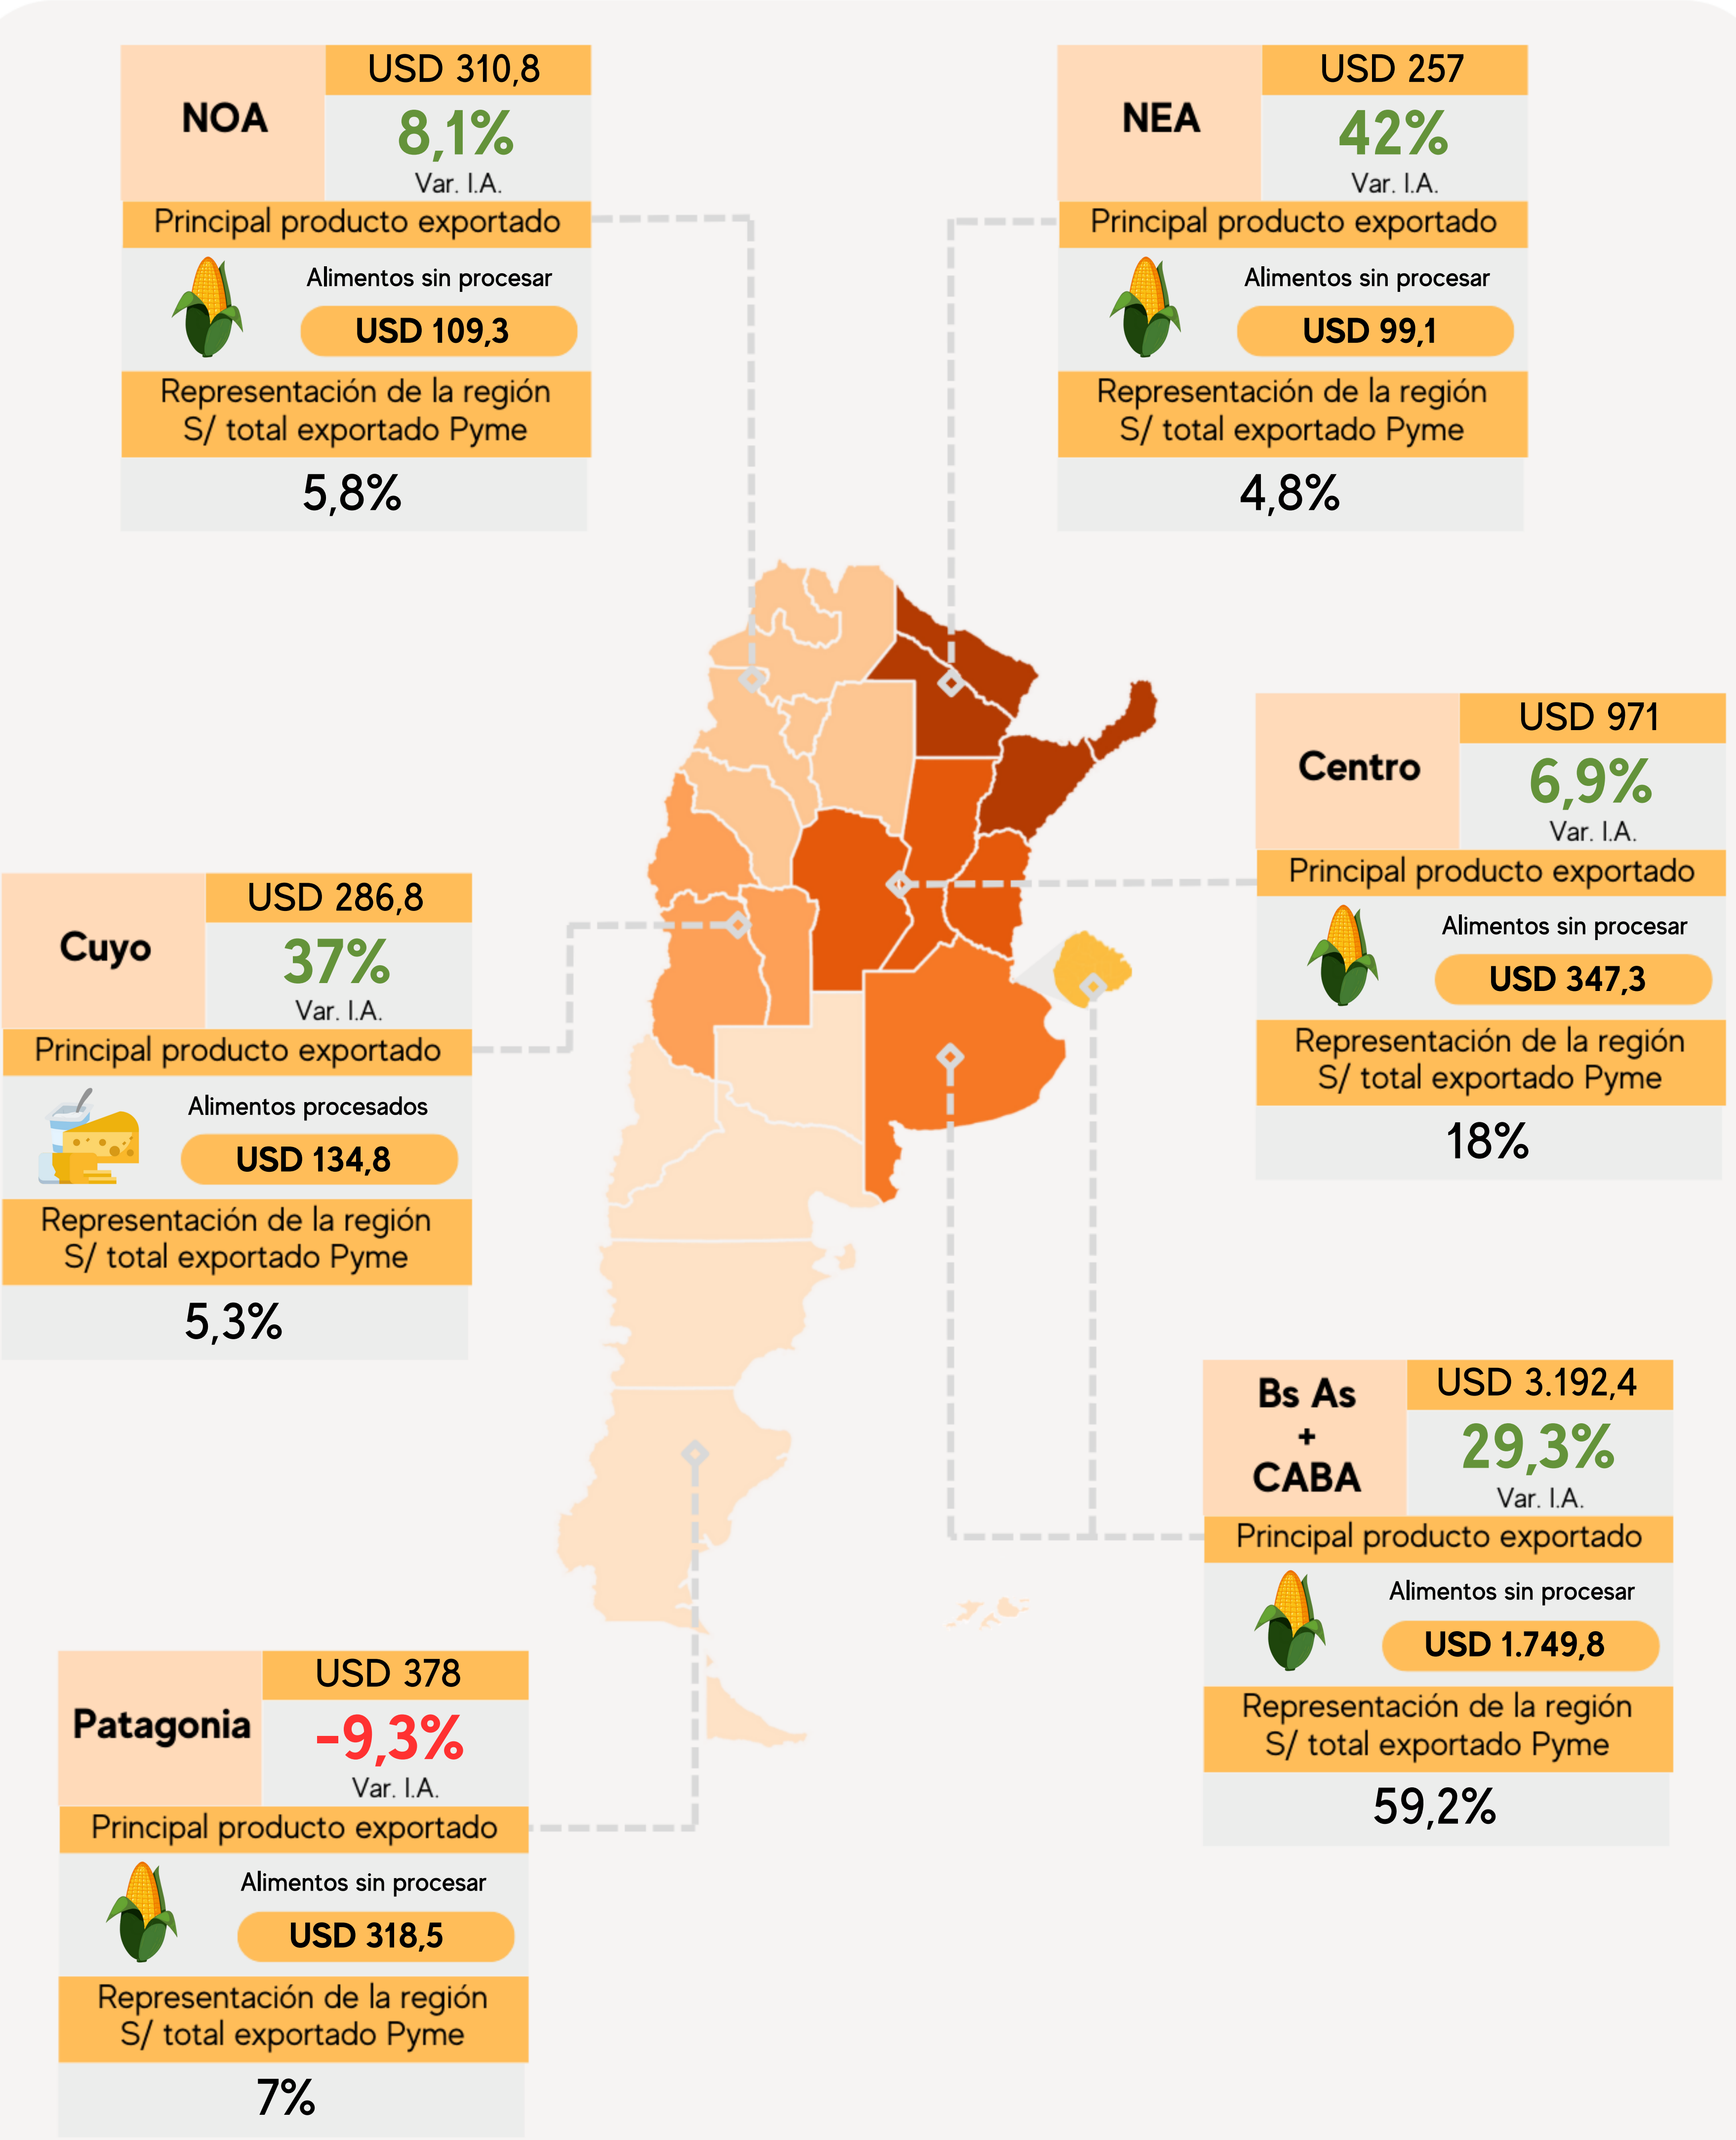 NOA
USD 310,8
8,1%
Var. I.A.
Principal producto exportado
Alimentos sin procesar
USD 109,3
Representación de la región
S/ total exportado Pyme
5,8%
NEA
USD 257
42%
Var. I.A.
Principal producto exportado
Alimentos sin procesar
USD 99,1
Representación de la región
S/ total exportado Pyme
4,8%
Centro
USD 971
6,9%
Var. I.A.
Principal producto exportado
Alimentos sin procesar
USD 347,3
Representación de la región
S/ total exportado Pyme
18%
Cuyo
USD 286,8
37%
Var. I.A.
Principal producto exportado
Alimentos procesados
USD 134,8
Representación de la región
S/ total exportado Pyme
5,3%
Bs As
+
CABA
USD 3.192,4
29,3%
Var. I.A.
Principal producto exportado
Alimentos sin procesar
USD 1.749,8
Representación de la región
S/ total exportado Pyme
59,2%
Patagonia
USD 378
-9,3%
Var. I.A.
Principal producto exportado
Alimentos sin procesar
USD 318,5
Representación de la región
S/ total exportado Pyme
7%